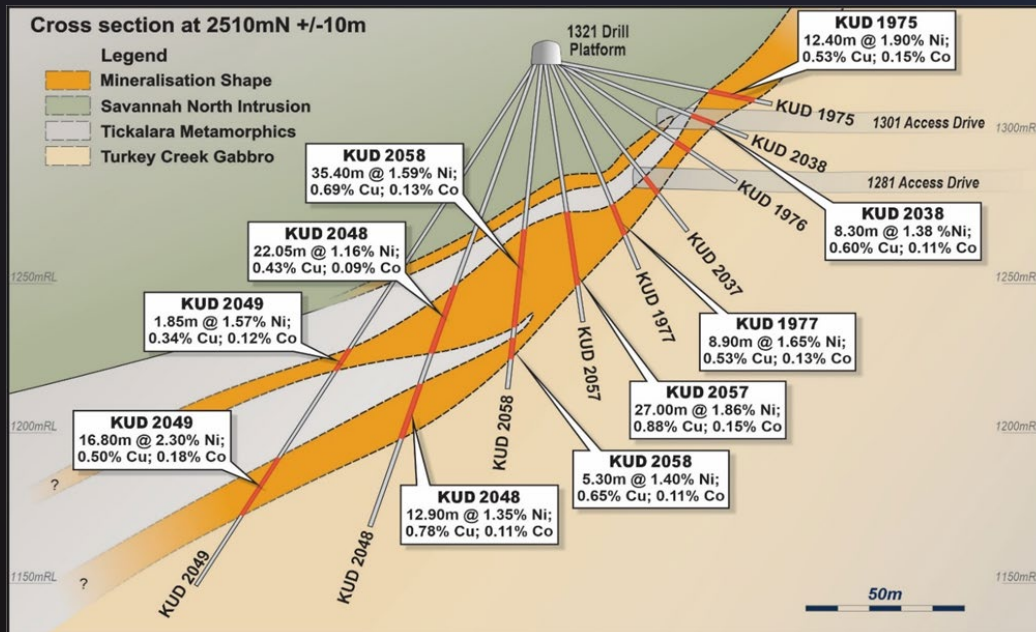 Cross section at 2510mN +/-10m
Legend
Mineralisation Shape
Savannah North Intrusion
Tickalara Metamorphics
Turkey Creek Gabbro
1321 Drill
Platform
KUD 1975
12.40m @ 1.90% Ni;
0.53% Cu; 0.15% Co
KUD 1975
1301 Access Drive
1300mRL
KUD 2038
KUD 1976
1281 Access Drive
KUD 2058
35.40m @ 1.59% Ni;
0.69% Cu; 0.13% Co
KUD 2038
8.30m @ 1.38 %Ni;
0.60% Cu; 0.11% Co
KUD 2048
22.05m @ 1.16% Ni;
0.43% Cu; 0.09% Co
1250mRL
1250mRL
KUD 2037
KUD 1977
KUD 2049
1.85m @ 1.57% Ni;
0.34% Cu; 0.12% Co
KUD 1977
8.90m @ 1.65% Ni;
0.53% Cu; 0.13% Co
KUD 2057
KUD 2057
27.00m @ 1.86% Ni;
0.88% Cu; 0.15% Co
KUD 2049
16.80m @ 2.30% Ni;
0.50% Cu; 0.18% Co
1200mRL
1200mRL
KUD 2058
KUD 2058
5.30m @ 1.40% Ni;
0.65% Cu; 0.11% Co
?
KUD 2048
12.90m @ 1.35% Ni;
0.78% Cu; 0.11% Co
KUD 2048
KUD 2049
1150mRL
?
1150mRL
50m